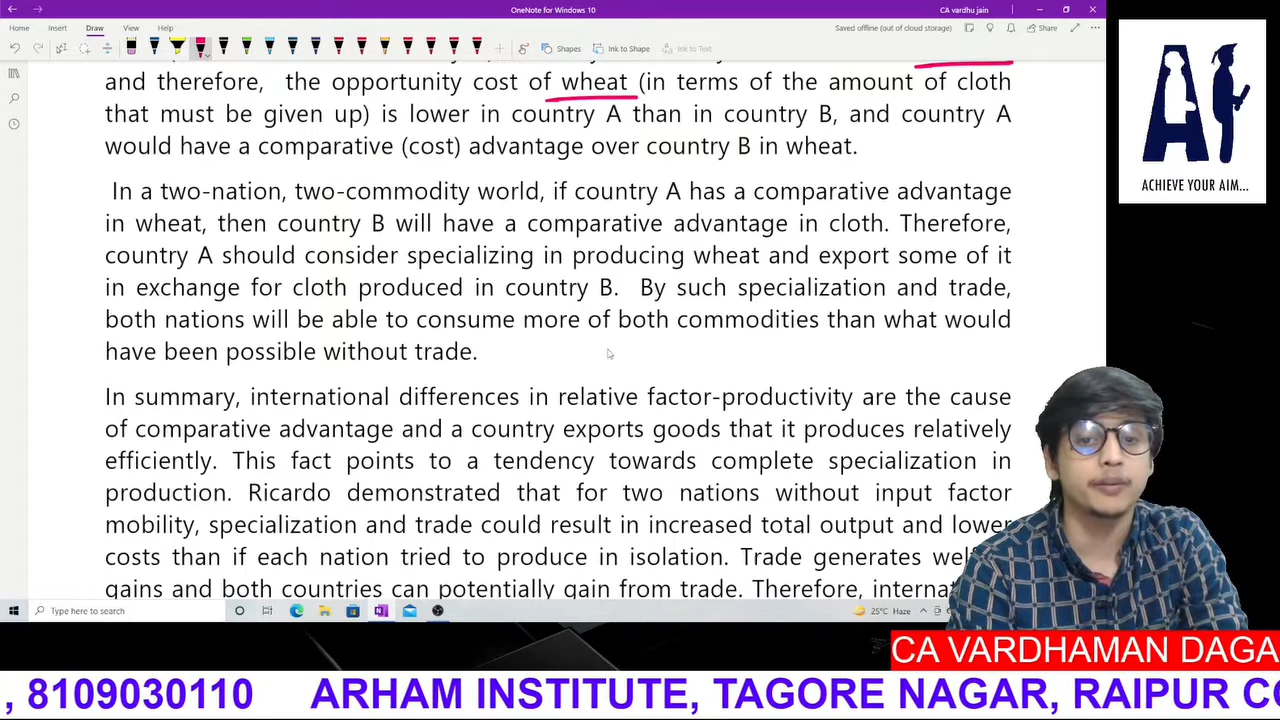 OneNote for Windows 10
CA vardhu jain
Home Insert Draw View Help
Saved offline (out of cloud storage)
Share
Shapes Ink to Shape Ink to Text
and therefore, the opportunity cost of wheat (in terms of the amount of cloth
that must be given up) is lower in country A than in country B, and country A
would have a comparative (cost) advantage over country B in wheat.
In a two-nation, two-commodity world, if country A has a comparative advantage
in wheat, then country B will have a comparative advantage in cloth. Therefore,
country A should consider specializing in producing wheat and export some of it
in exchange for cloth produced in country B. By such specialization and trade,
both nations will be able to consume more of both commodities than what would
have been possible without trade.
In summary, international differences in relative factor-productivity are the cause
of comparative advantage and a country exports goods that it produces relatively
efficiently. This fact points to a tendency towards complete specialization in
production. Ricardo demonstrated that for two nations without input factor
mobility, specialization and trade could result in increased total output and lower
costs than if each nation tried to produce in isolation. Trade generates
gains and both countries can potentially gain from trade. Therefore,
Type here to search
25°C Haze
AI
ACHIEVE YOUR AIM...
CA VARDHAMAN DAGA
, 8109030110 ARHAM INSTITUTE, TAGORE NAGAR, RAIPUR